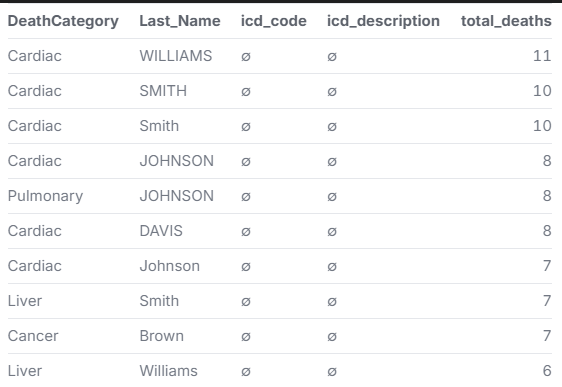 DeathCategory Last_Name icd_code icd_description total_deaths
Cardiac WILLIAMS ∅ ∅ 11
Cardiac SMITH ∅ ∅ 10
Cardiac Smith ∅ ∅ 10
Cardiac JOHNSON ∅ ∅ 8
Pulmonary JOHNSON ∅ ∅ 8
Cardiac DAVIS ∅ ∅ 8
Cardiac Johnson ∅ ∅ 7
Liver Smith ∅ ∅ 7
Cancer Brown ∅ ∅ 7
Liver Williams ∅ ∅ 6